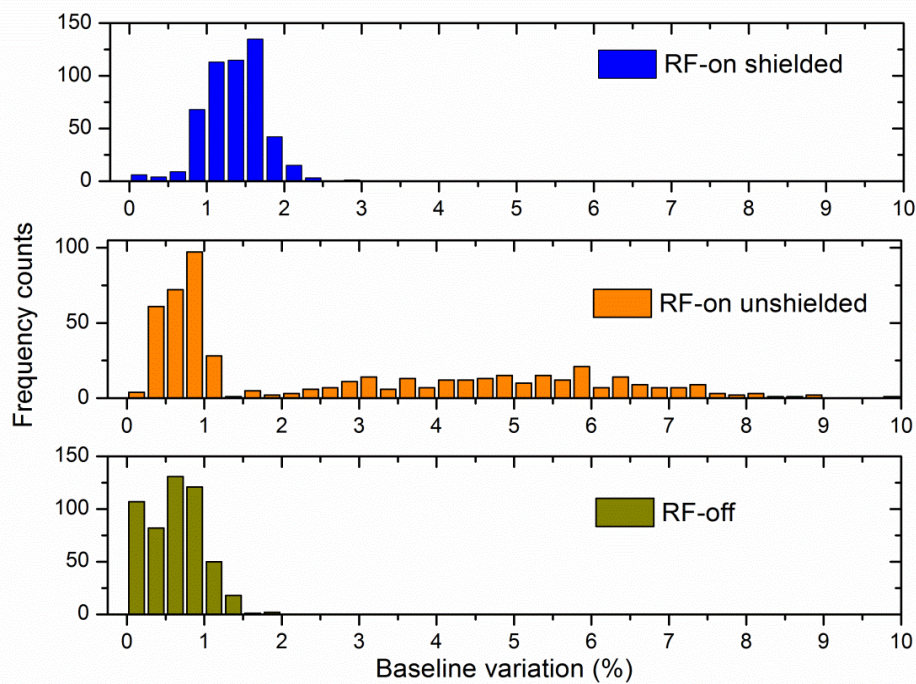 150
RF-on shielded
100
50
0
0 1 2 3 4 5 6 7 8 9 10
Frequency counts
100
RF-on unshielded
50
0
0 1 2 3 4 5 6 7 8 9 10
150
RF-off
100
50
0
0 1 2 3 4 5 6 7 8 9 10
Baseline variation (%)